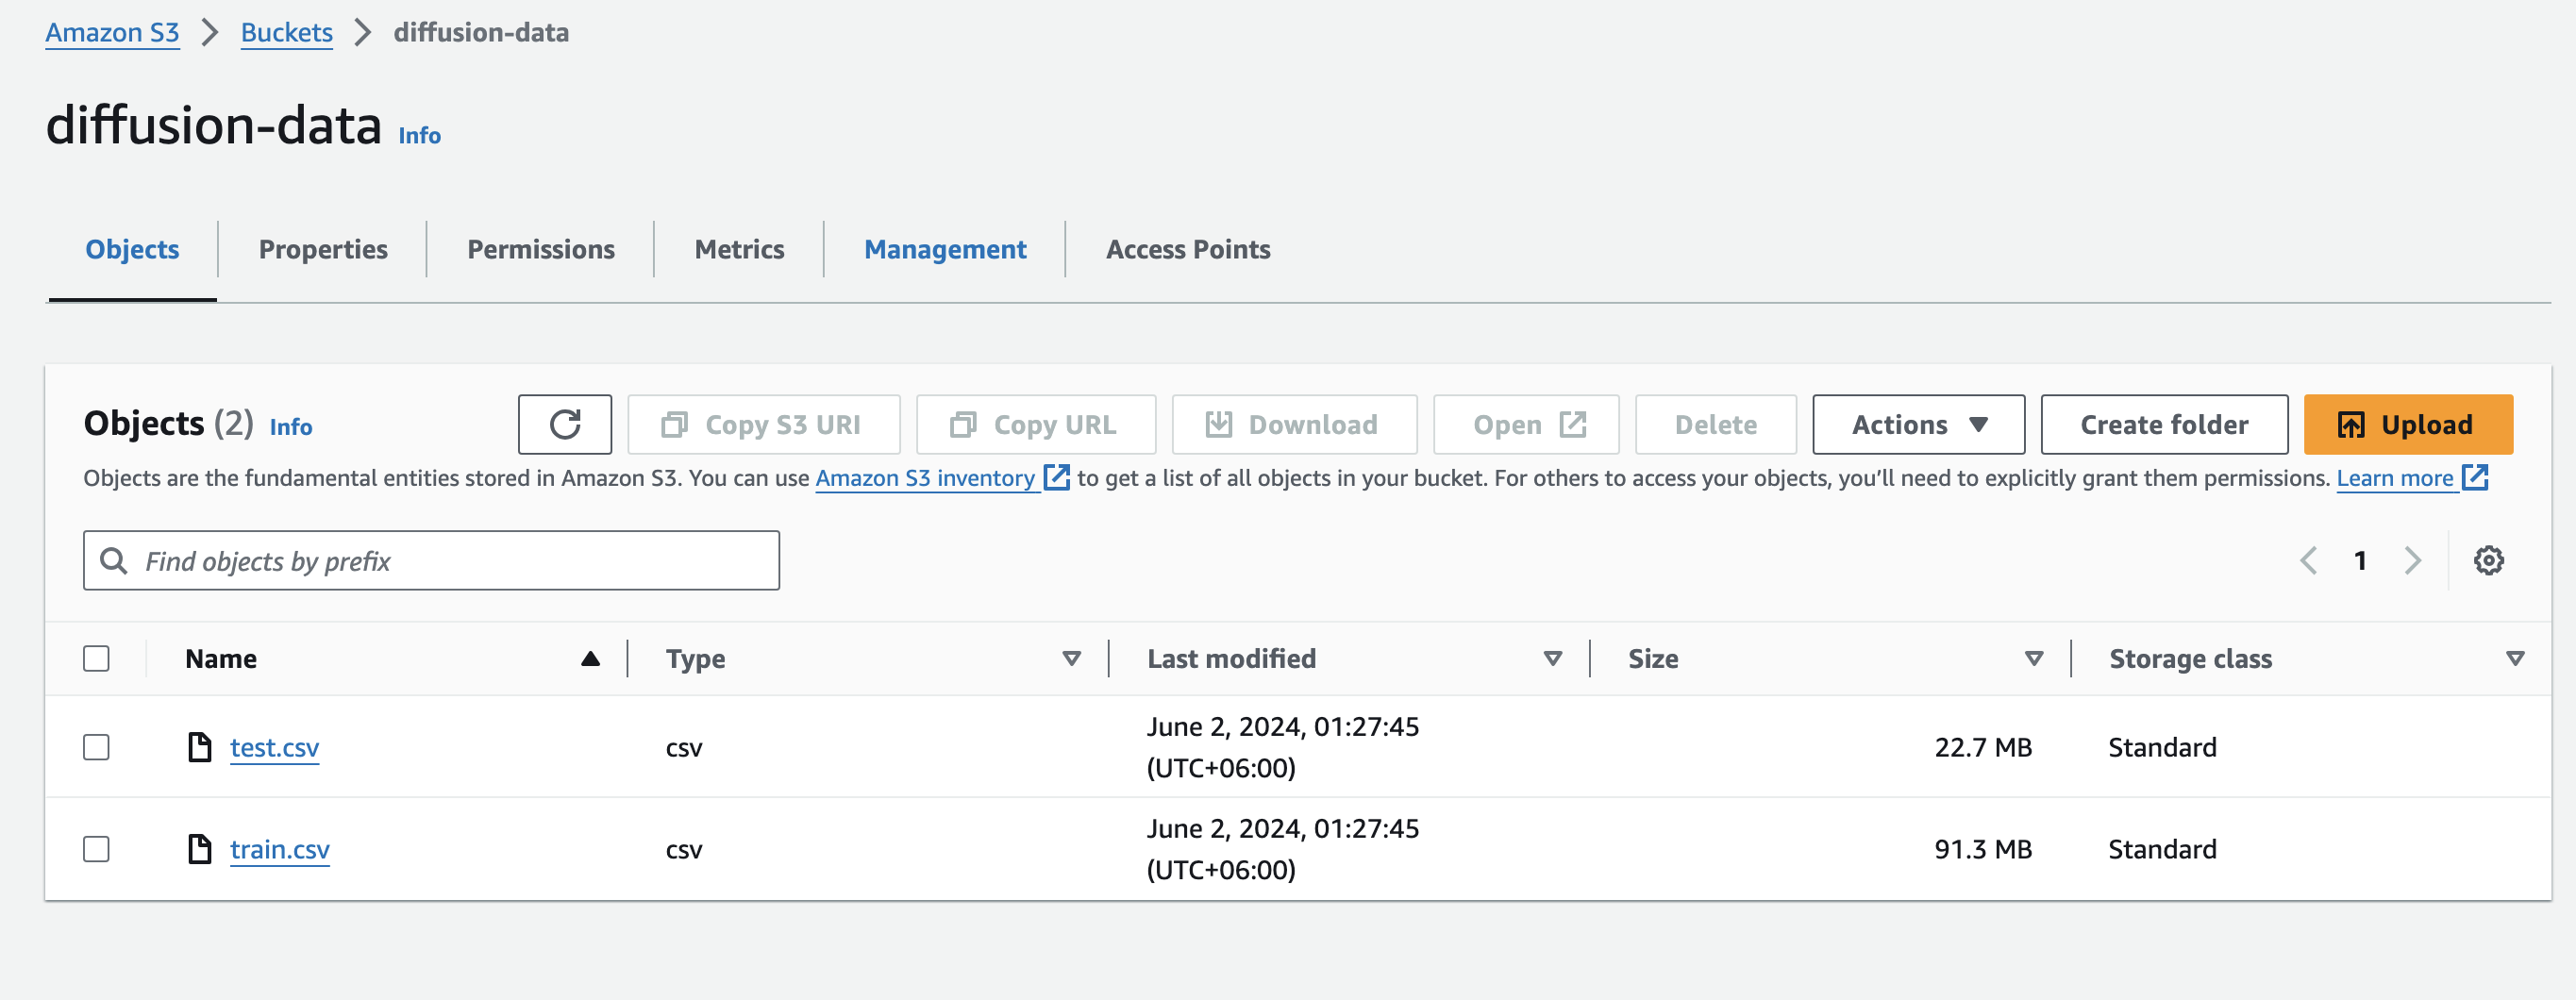 Amazon S3 > Buckets > diffusion-data
diffusion-data Info
Objects Properties Permissions Metrics Management Access Points
Objects (2) Info Copy S3 URI Copy URL Download Open Delete Actions Create folder Upload
Objects are the fundamental entities stored in Amazon S3. You can use Amazon S3 inventory to get a list of all objects in your bucket. For others to access your objects, you’ll need to explicitly grant them permissions. Learn more
Find objects by prefix 1
Name Type Last modified Size Storage class
test.csv csv June 2, 2024, 01:27:45 22.7 MB Standard
(UTC+06:00)
train.csv csv June 2, 2024, 01:27:45 91.3 MB Standard
(UTC+06:00)